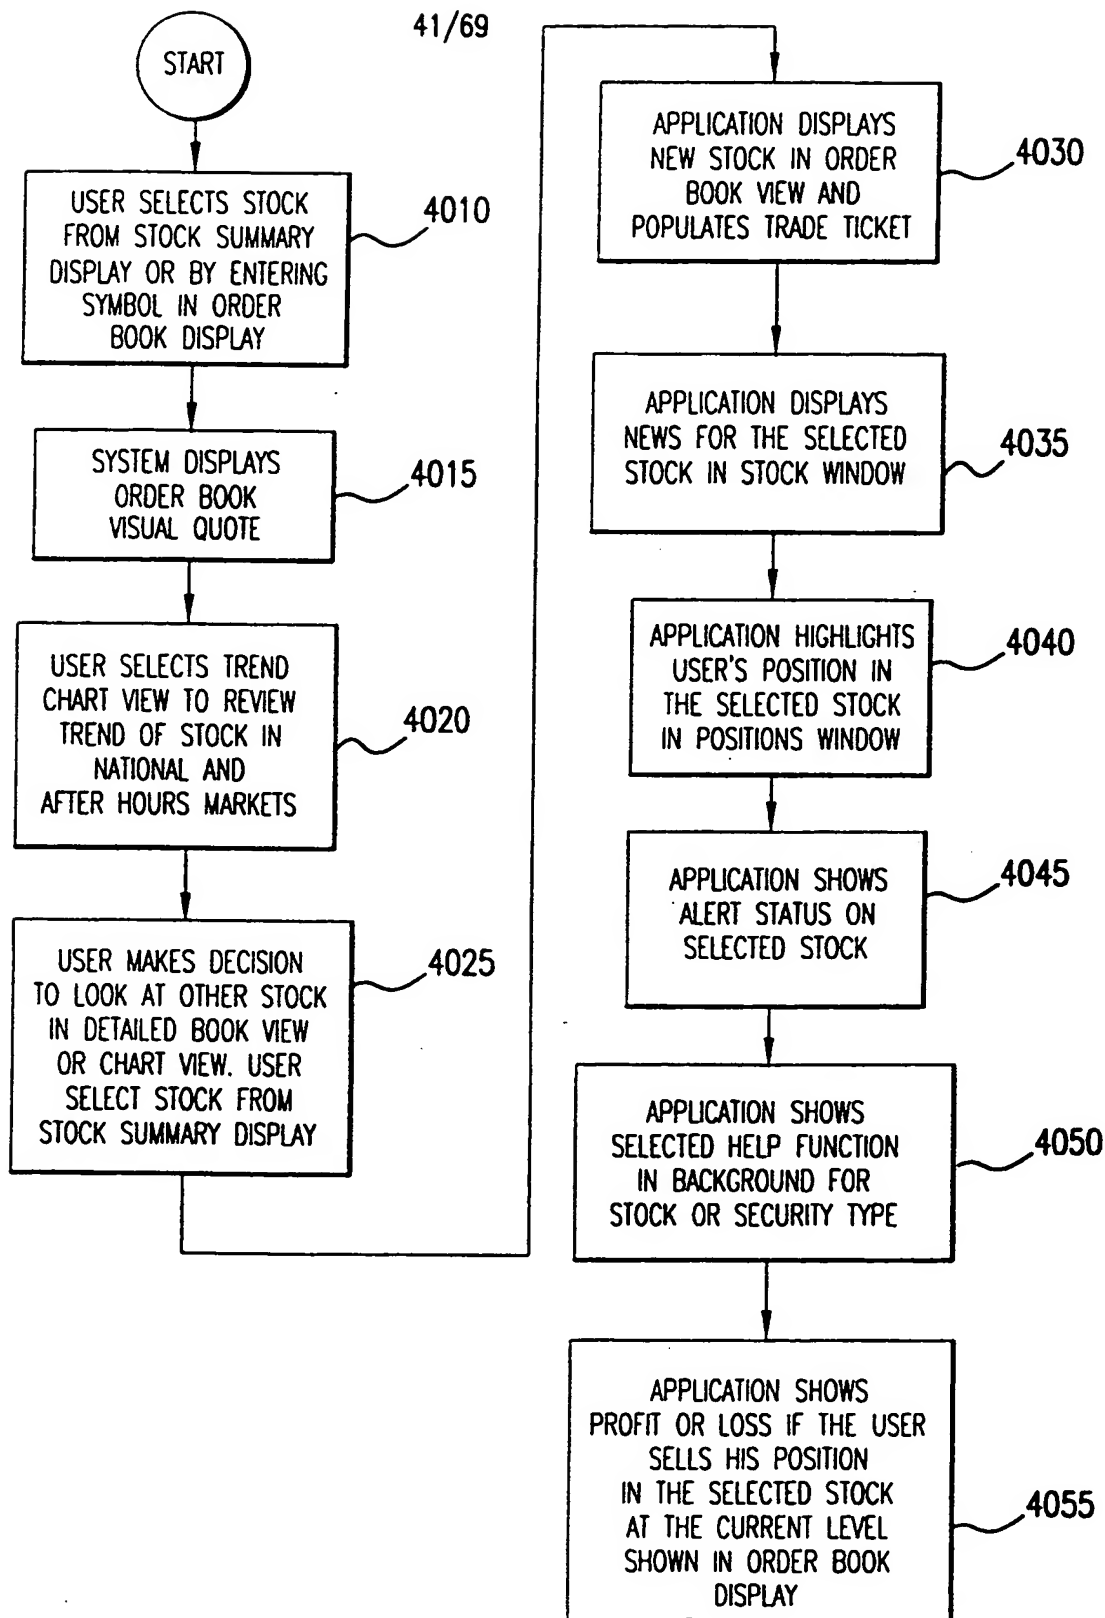 41/69
START
USER SELECTS STOCK
FROM STOCK SUMMARY
DISPLAY OR BY ENTERING
SYMBOL IN ORDER
BOOK DISPLAY
4010
SYSTEM DISPLAYS
ORDER BOOK
VISUAL QUOTE
4015
USER SELECTS TREND
CHART VIEW TO REVIEW
TREND OF STOCK IN
NATIONAL AND
AFTER HOURS MARKETS
4020
USER MAKES DECISION
TO LOOK AT OTHER STOCK
IN DETAILED BOOK VIEW
OR CHART VIEW. USER
SELECT STOCK FROM
STOCK SUMMARY DISPLAY
4025
APPLICATION DISPLAYS
NEW STOCK IN ORDER
BOOK VIEW AND
POPULATES TRADE TICKET
4030
APPLICATION DISPLAYS
NEWS FOR THE SELECTED
STOCK IN STOCK WINDOW
4035
APPLICATION HIGHLIGHTS
USER'S POSITION IN
THE SELECTED STOCK
IN POSITIONS WINDOW
4040
APPLICATION SHOWS
ALERT STATUS ON
SELECTED STOCK
4045
APPLICATION SHOWS
SELECTED HELP FUNCTION
IN BACKGROUND FOR
STOCK OR SECURITY TYPE
4050
APPLICATION SHOWS
PROFIT OR LOSS IF THE USER
SELLS HIS POSITION
IN THE SELECTED STOCK
AT THE CURRENT LEVEL
SHOWN IN ORDER BOOK
DISPLAY
4055